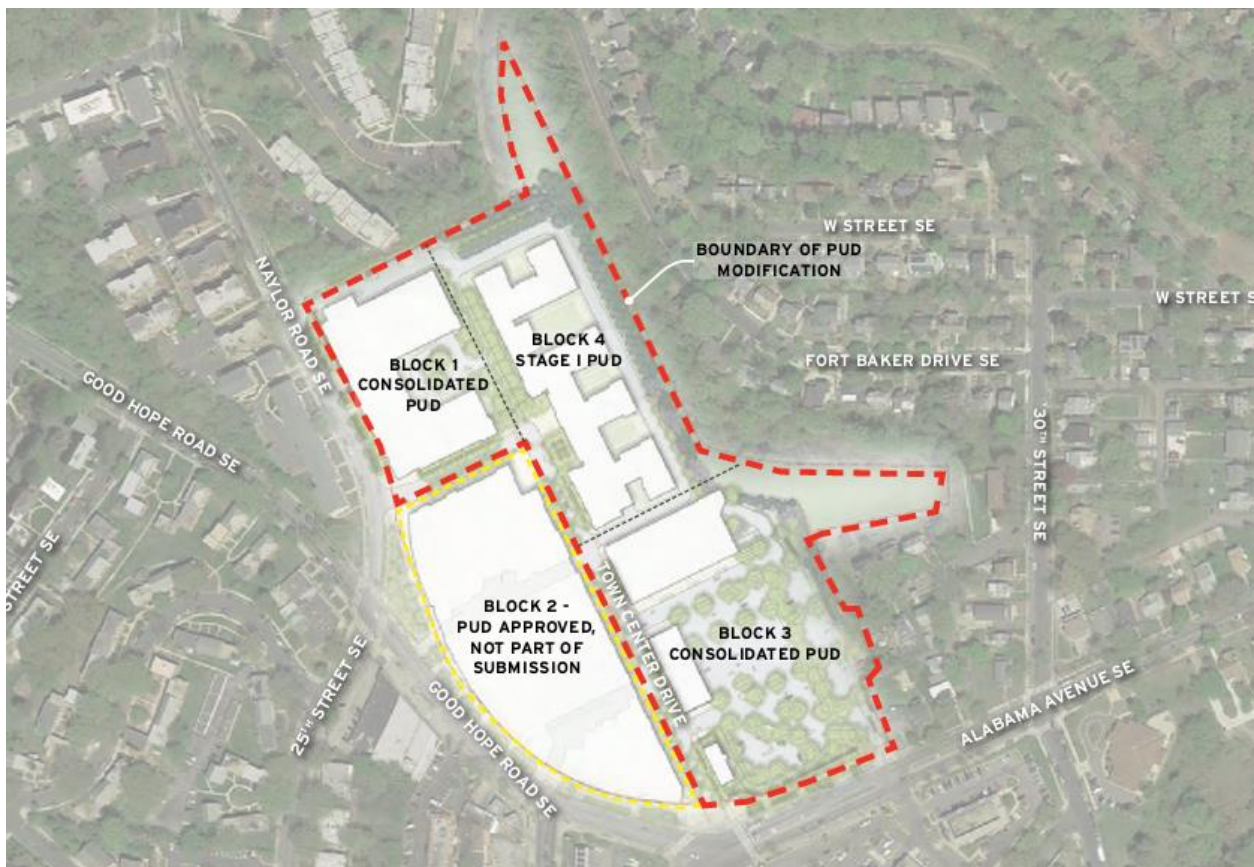 W STREET SE
BOUNDARY OF PUD
MODIFICATION
W STREET S
NAYLOR ROAD SE
BLOCK 4
STAGE I PUD
FORT BAKER DRIVE SE
BLOCK 1
CONSOLIDATED
PUD
GOOD HOPE ROAD SE
30TH STREET SE
STREET SE
TOWN CENTER DRIVE
BLOCK 2 -
PUD APPROVED,
NOT PART OF
SUBMISSION
BLOCK 3
CONSOLIDATED PUD
25TH STREET SE
GOOD HOPE ROAD SE
ALABAMA AVENUE SE